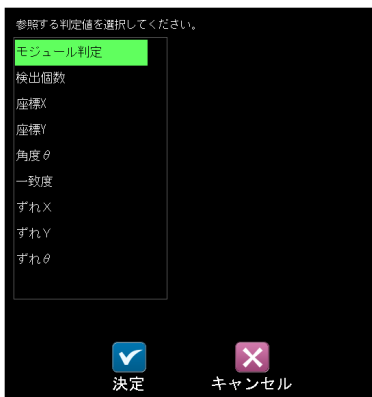 参照する判定値を選択してください。
モジュール判定
検出個数
座標X
座標Y
角度θ
一致度
ずれX
ずれY
ずれθ
決定
キャンセル